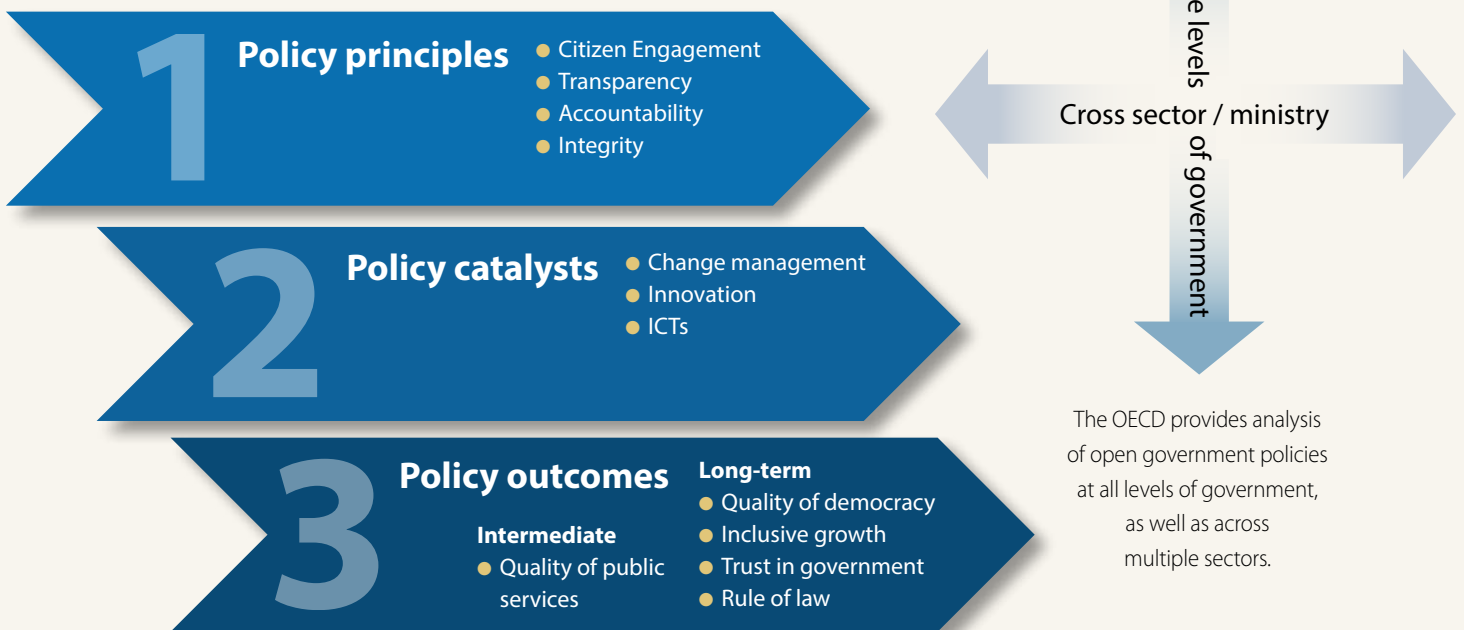 1
Policy principles
Citizen Engagement
Transparency
Accountability
Integrity
2
Policy catalysts
Change management
Innovation
ICTs
3
Policy outcomes
Intermediate
Quality of public
services
Long-term
Quality of democracy
Inclusive growth
Trust in government
Rule of law
levels of government
Cross sector / ministry
The OECD provides analysis
of open government policies
at all levels of government,
as well as across
multiple sectors.